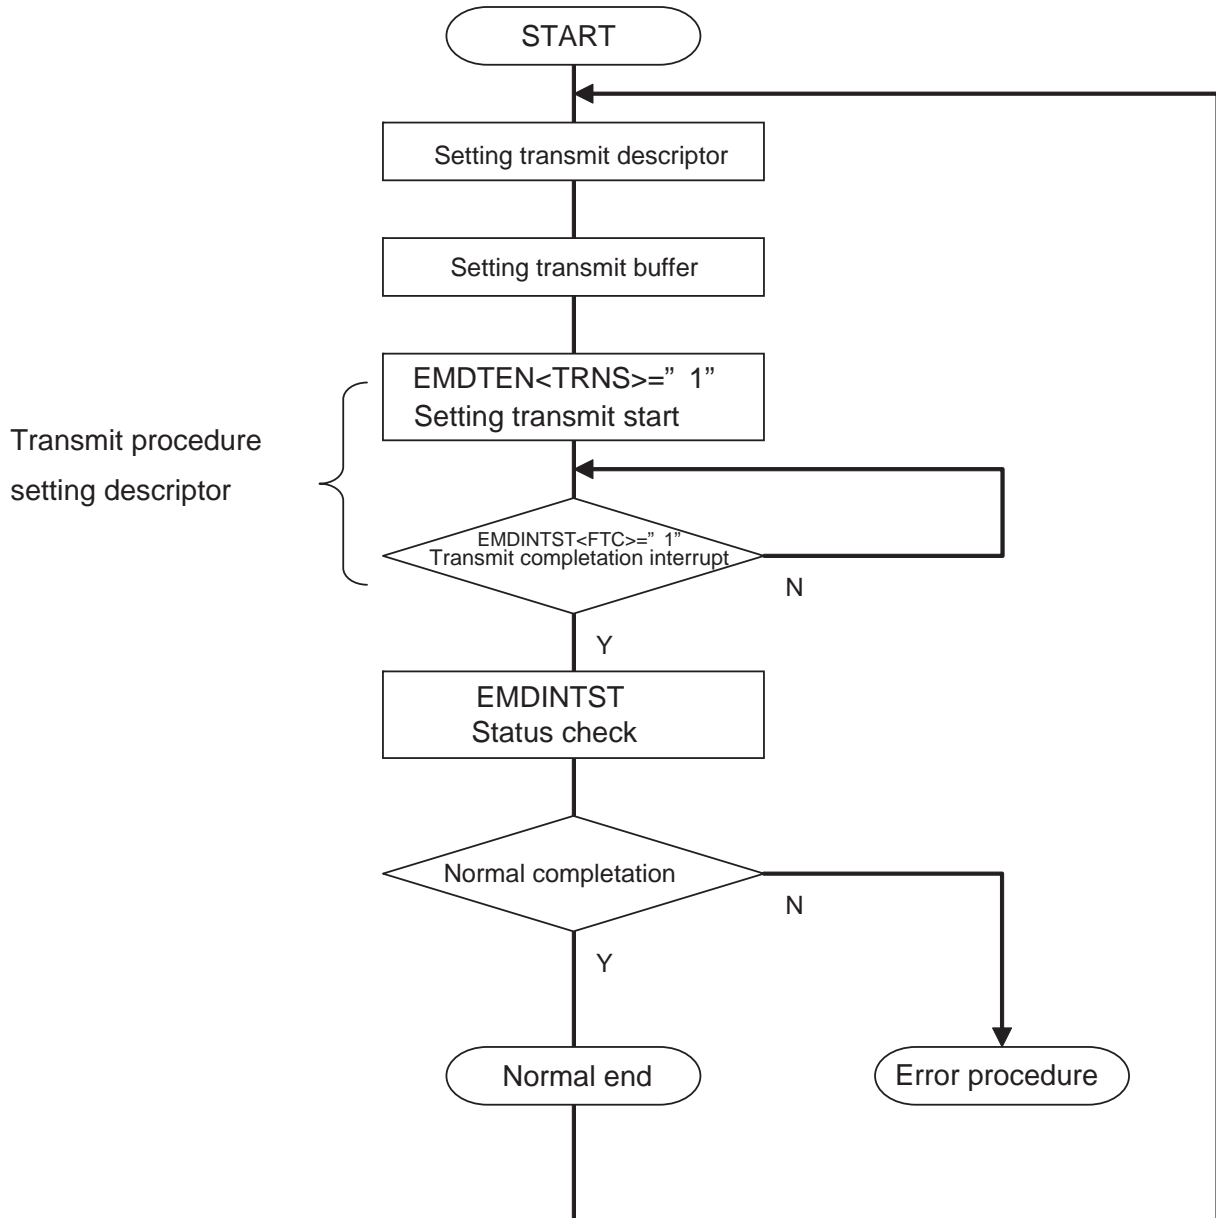 START
Setting transmit descriptor
Setting transmit buffer
EMDTEN<TRNS>=” 1”
Setting transmit start
Transmit procedure
setting descriptor
EMDINTST<FTC>=” 1”
Transmit completation interrupt
N
Y
EMDINTST
Status check
Normal completation
N
Y
Normal end
Error procedure